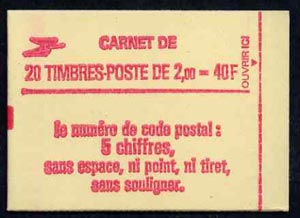 CARNET DE
20 TIMBRES-POSTE DE 2,00 = 40F
OUVRIR ICI
le numéro de code postal :
5 chiffres,
sans espace, ni point, ni tiret,
sans souligner.